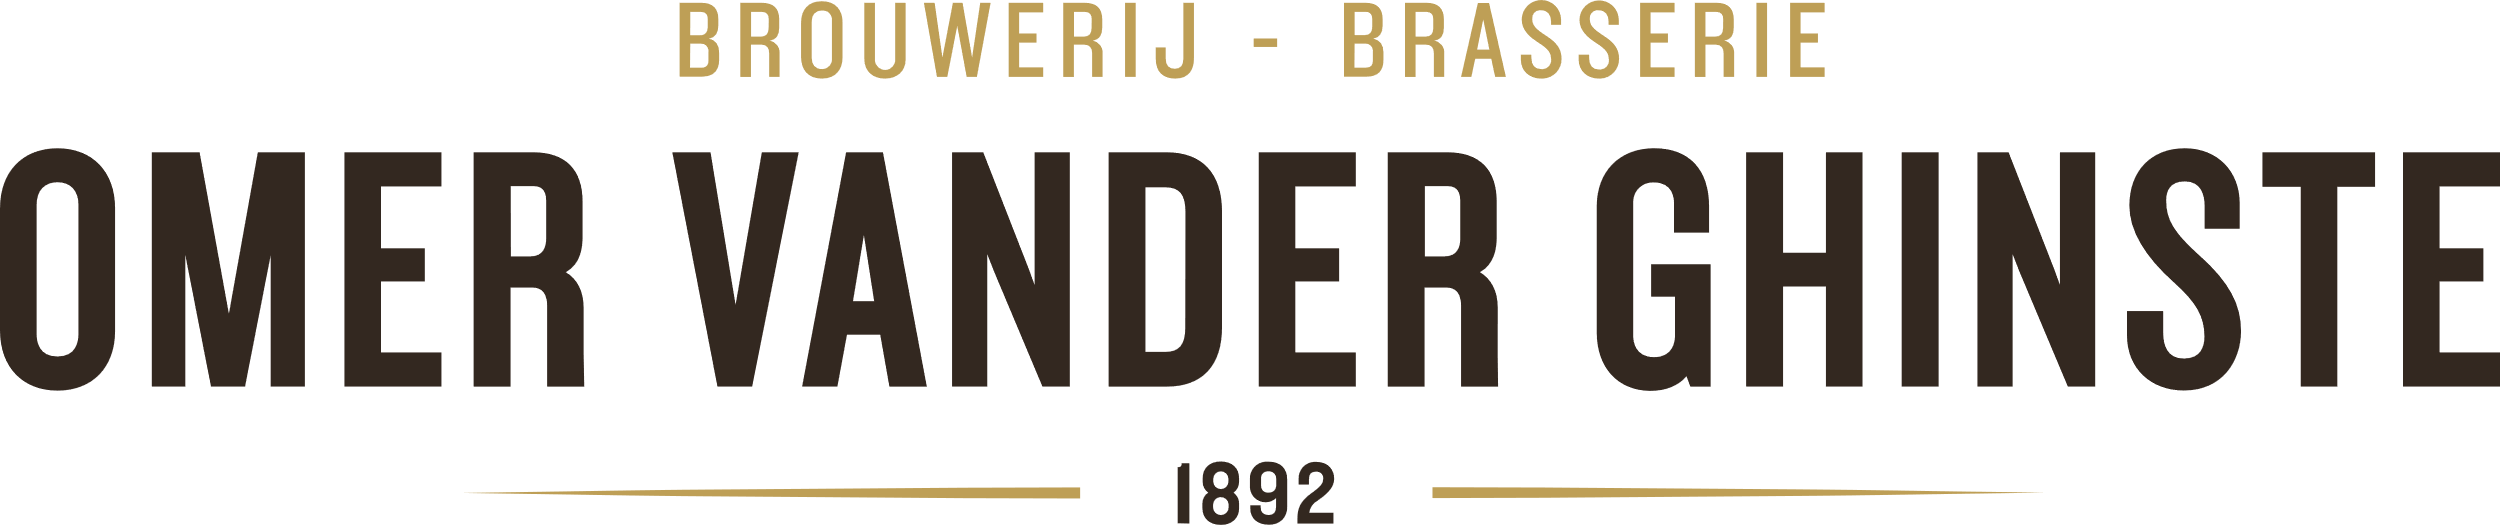 BROUWERIJ - BRASSERIE
OMER VANDER GHINSTE
1892